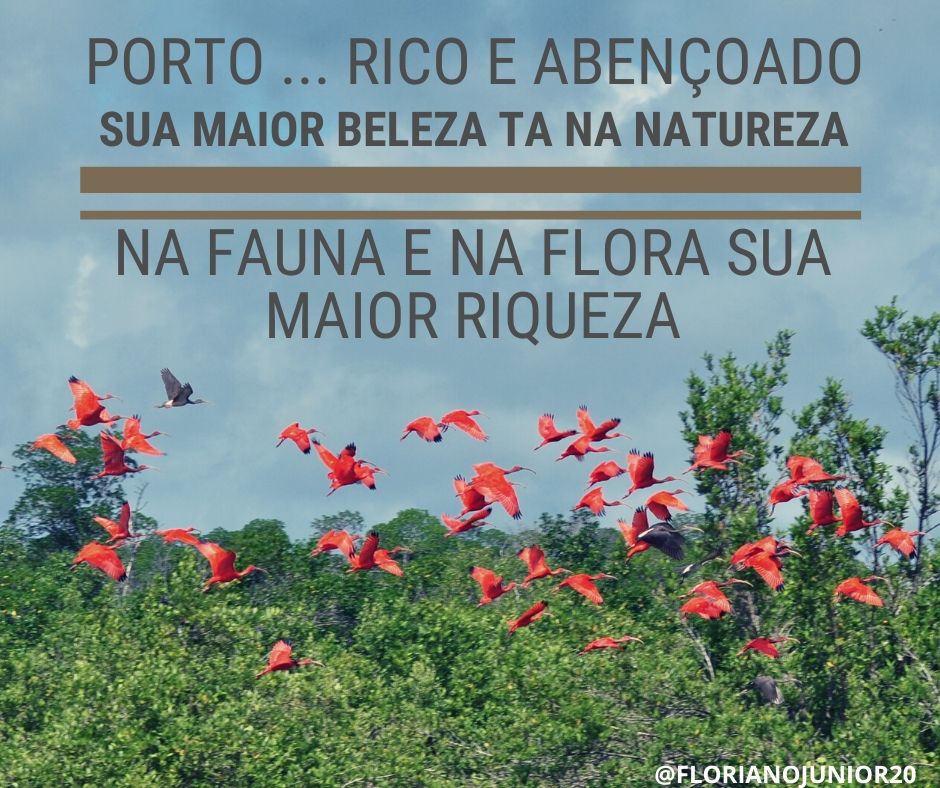 PORTO ... RICO E ABENÇOADO
SUA MAIOR BELEZA TA NA NATUREZA
NA FAUNA E NA FLORA SUA
MAIOR RIQUEZA
@FLORIANOJUNIOR20